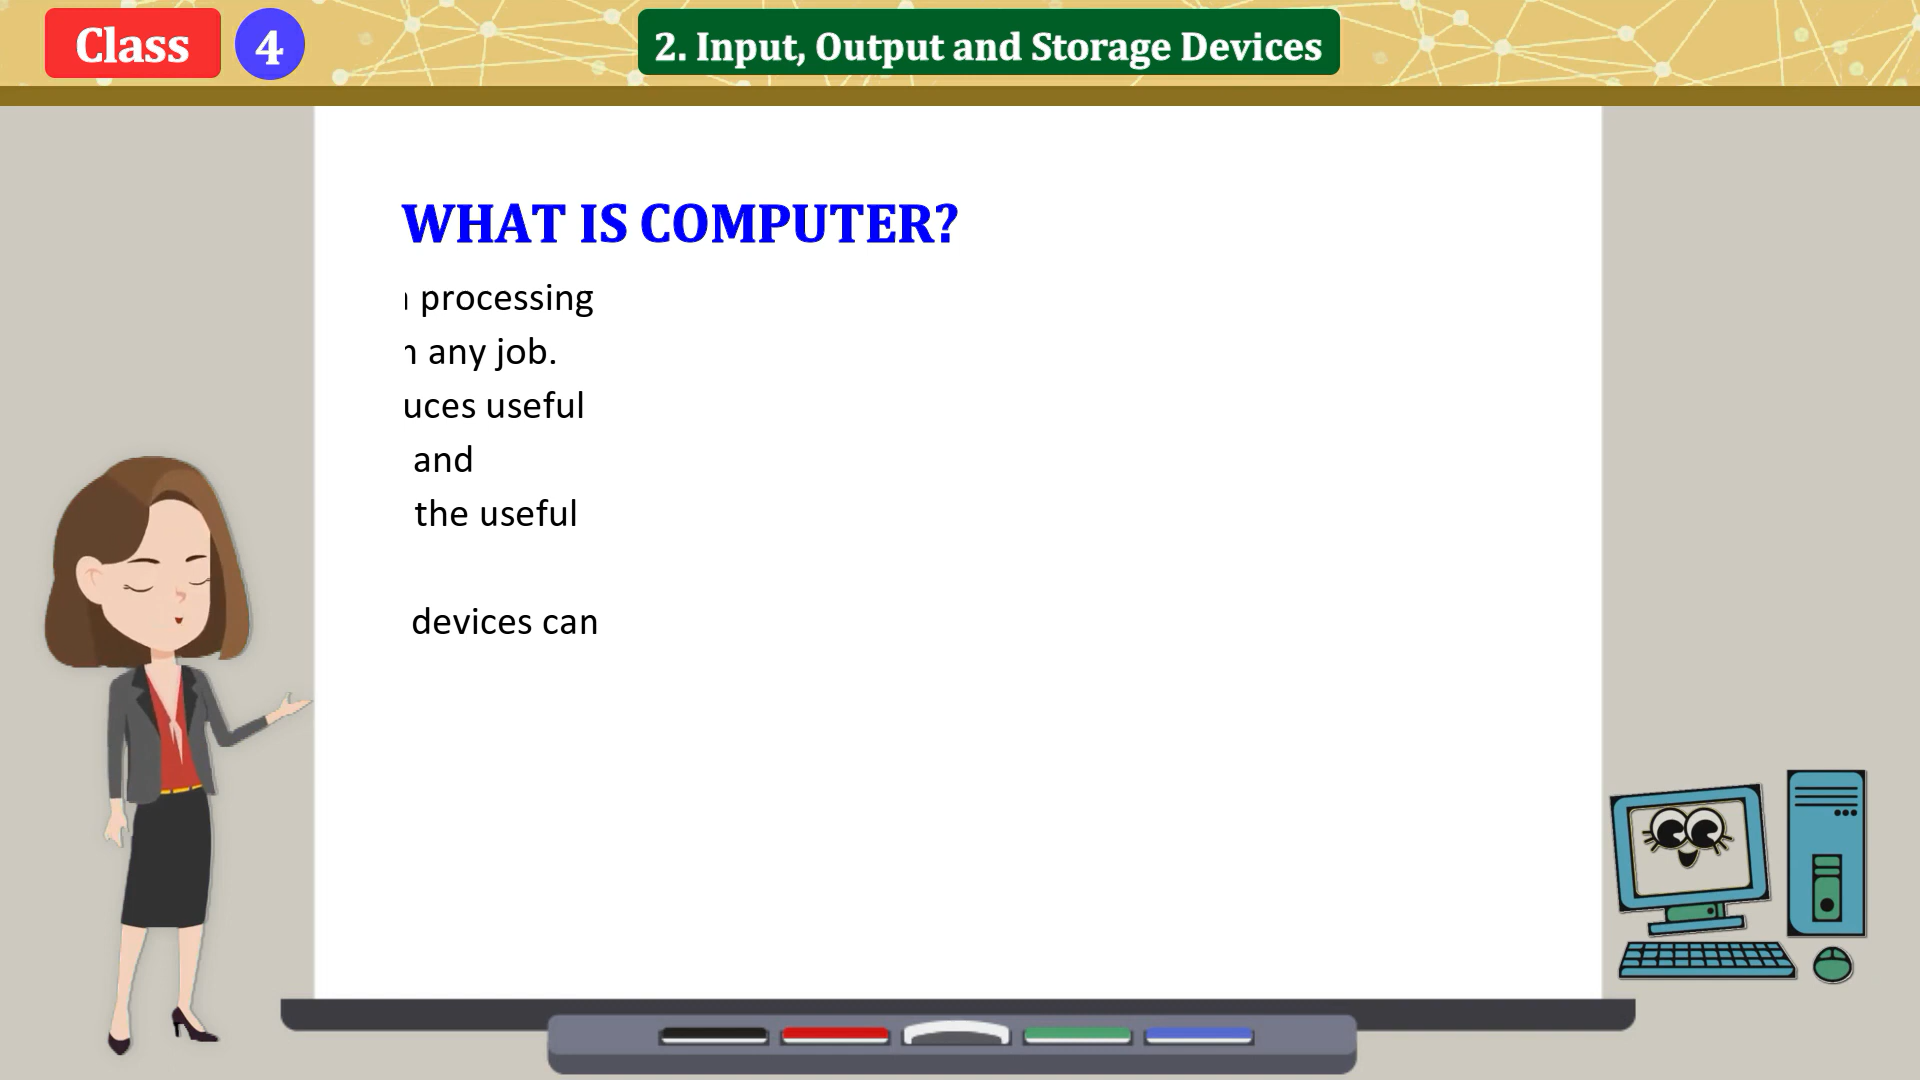 Class 4
2. Input, Output and Storage Devices
WHAT IS COMPUTER?
processing
any job.
uces useful
and
the useful
devices can